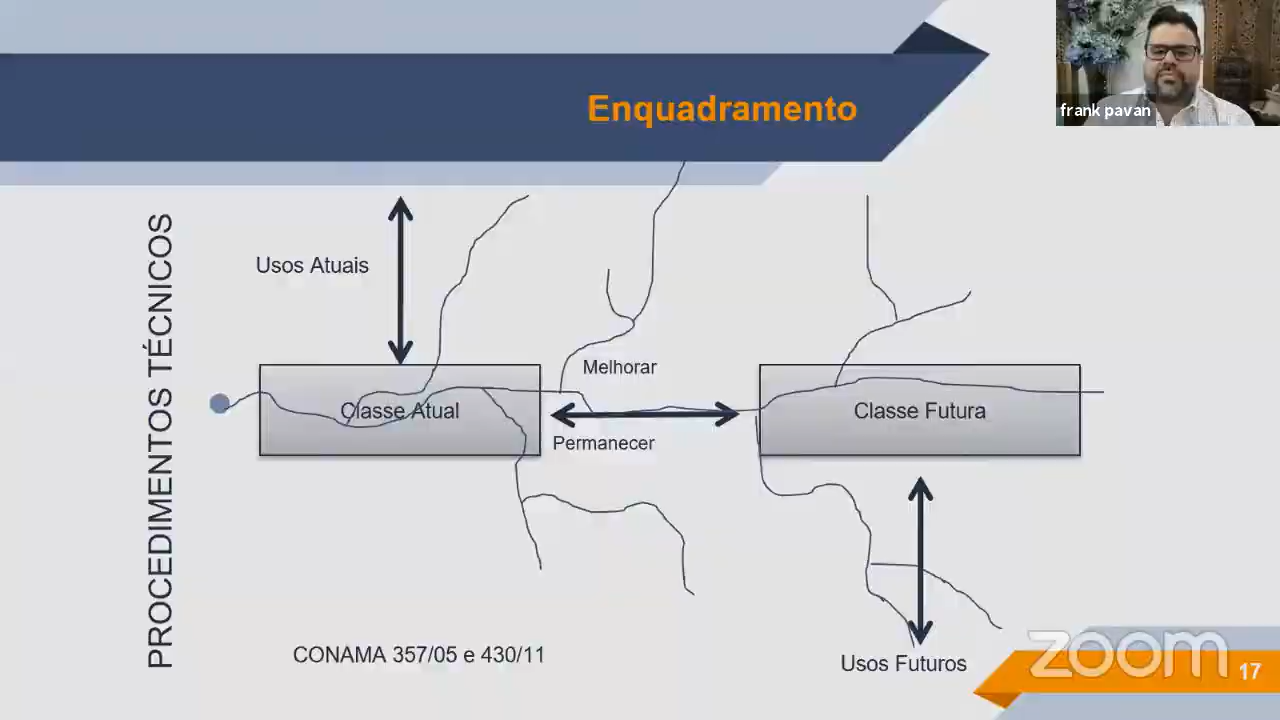 Enquadramento
frank pavan
PROCEDIMENTOS TÉCNICOS
Usos Atuais
Melhorar
Classe Atual
Classe Futura
Permanecer
CONAMA 357/05 e 430/11
Usos Futuros
zoom
17